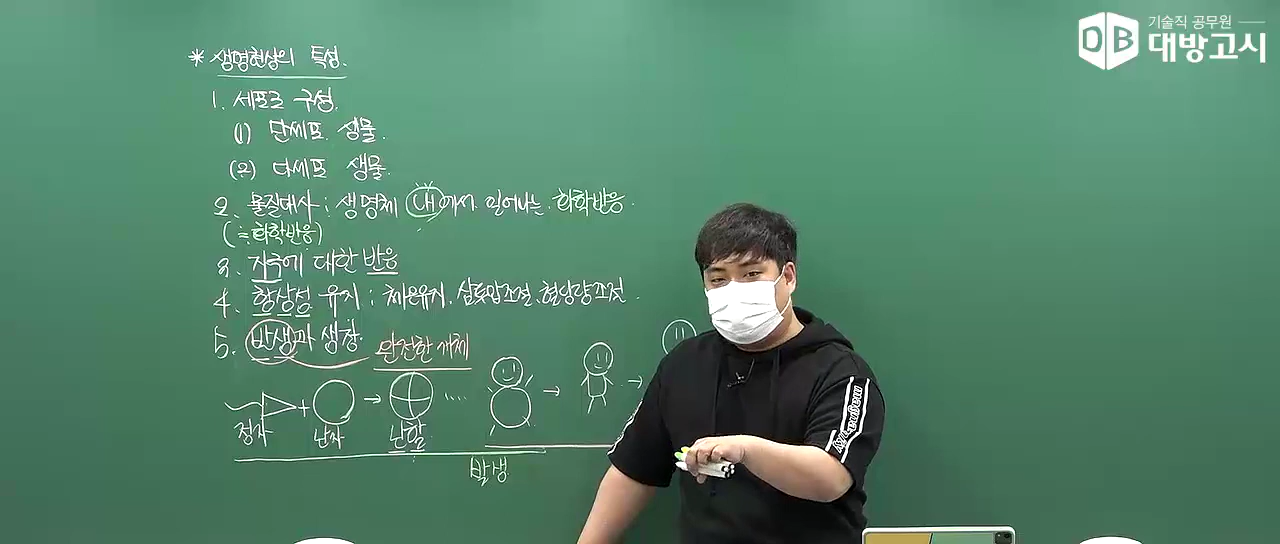 기술직 공무원
대방고시
DB
* 생명현상의 특성.
1. 세포로 구성.
(1) 단세포 생물.
(2) 다세포 생물.
2. 물질대사 : 생명체 내에서 일어나는 화학반응.
(= 화학반응)
3. 자극에 대한 반응
4. 항상성 유지 : 체온유지, 삼투압조절, 혈당량조절.
5. 발생과 생장. 완전한 개체
정자 + 난자 → 난할 ···· → →
발생